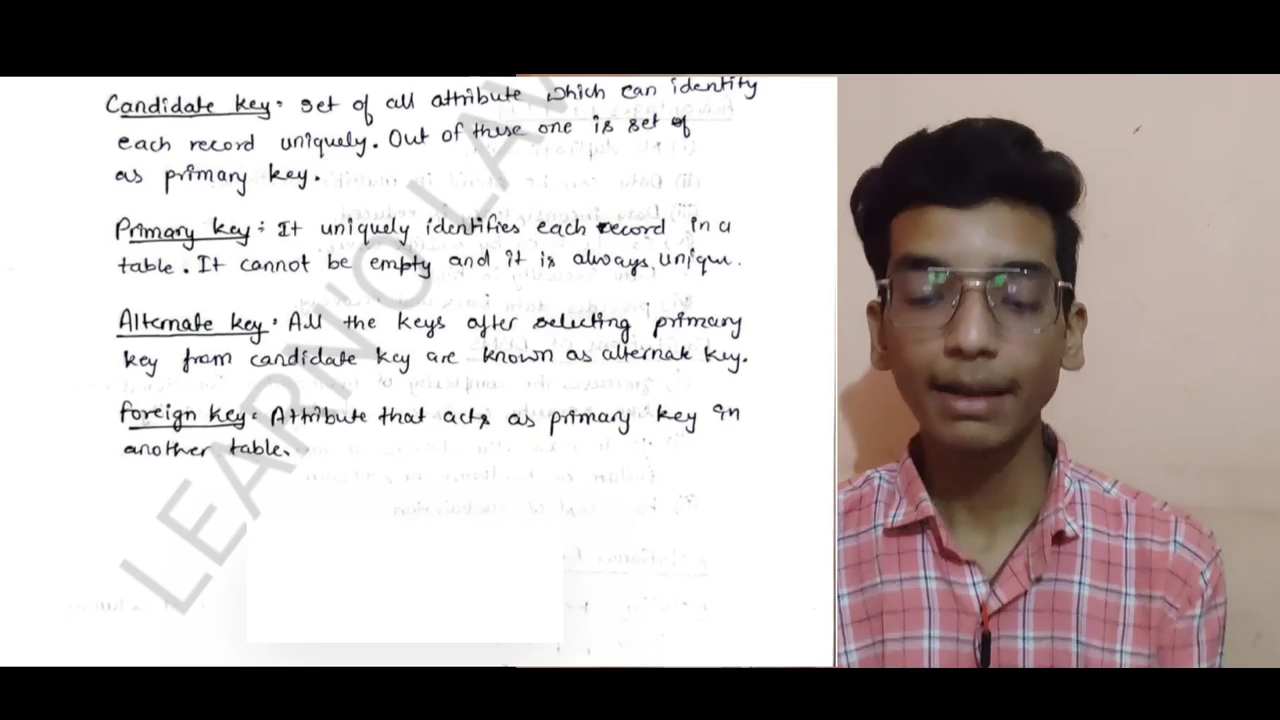 Candidate key: set of all attribute which can identity
each record uniquely. Out of these one is set of
as primary key.
Primary key: It uniquely identifies each record in a
table. It cannot be empty and it is always unique.
Alternate key: All the keys after selecting primary
key from candidate key are known as alternate key.
foreign key: Attribute that acts as primary key in
another table.
LEARNO LAW